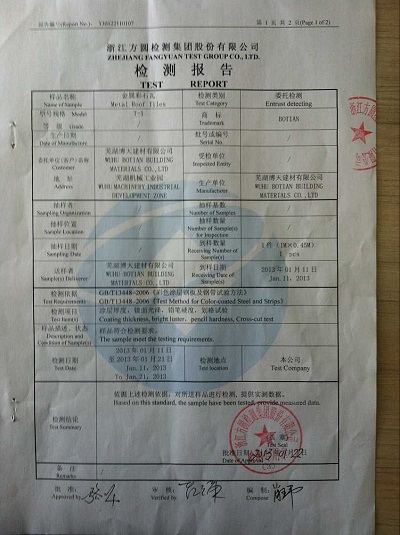 报告编号(Report No.):
第 1 页 共 2 页(Page 1 of 2)
浙江方圆检测集团股份有限公司
ZHEJIANG FANGYUAN TEST GROUP CO., LTD.
检 测 报 告
TEST REPORT
样品名称 金属彩石瓦 检测类别 委托检测
Name of Sample Metal Roof tiles Test Category Entrust detecting
型号规格 Model T-1 商 标 BOTIAN
等 级 Grade / Trademark
生产日期 / 批号或编号 /
Date of Manufacture Serial No.
委托单位(客户)名称 芜湖博天建材有限公司 受检单位 /
Customer WUHU BOTIAN BUILDING MATERIALS CO.,LTD Inspected Entity
地 址 芜湖机械工业园 生产单位 芜湖博天建材有限公司
Address WUHU MACHINERY INDUSTRIAL DEVELOPMENT ZONE Manufacturer WUHU BOTIAN BUILDING MATERIALS CO.,LTD
抽样者 / 抽样基数 /
Sampling Organization Number of Samples
抽样位置 / 抽样数量 /
Sample Location Number of Sample(s) for Inspection
抽样日期 / 到样数量 1件(1M×0.45M)
Sampling Date Number of Sample(s) Receiving 1 pcs
送样者 芜湖博天建材有限公司 到样日期 2013年01月11日
Sample(s) Deliverer WUHU BOTIAN BUILDING MATERIALS CO.,LTD Date of Receiving Sample(s) Jan.11, 2013
检测依据 GB/T13448-2006《彩色涂层钢板及钢带试验方法》
Test Requirements GB/T13448-2006《Test Method for Color-coated Steel and Strips》
检测项目 涂层厚度，镜面光泽，铅笔硬度，划格试验
Test Item(s) Coating thickness, bright luster, pencil hardness, Cross-cut test
样品描述、状态 样品符合检测要求。
Description and Condition of Sample(s) The sample meet the testing requirements.
2013年01月11日
检测日期 至 2013年01月21日 检测地点 本公司
Test Date Jan,11, 2013 Test location Test Company
To Jan,21, 2013
依据上述检测依据，对所送样品进行检测，提供实测数据。
Based on this standard, the sample have been tested, provide measured data.
检测结论
Test Summary
Test Seal
批准日期
Date of Approval
备 注 /
Remarks
批 准:
Approved by
审 核:
Verified by
编 制:
Compose